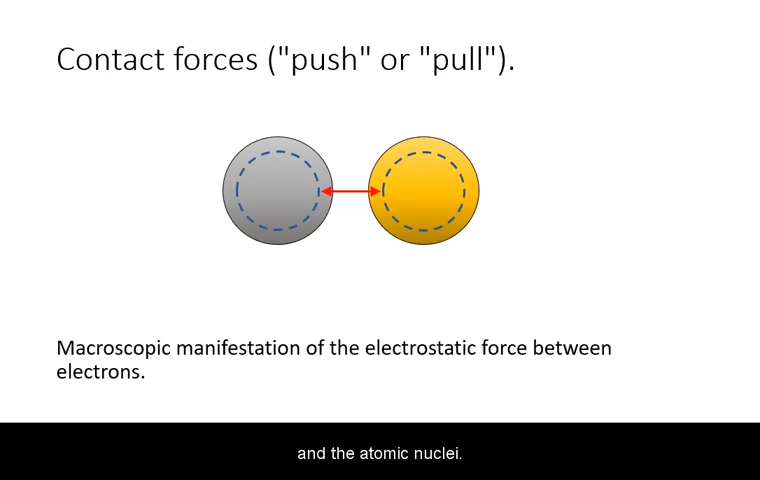 Contact forces ("push" or "pull").
Macroscopic manifestation of the electrostatic force between
electrons.
and the atomic nuclei.